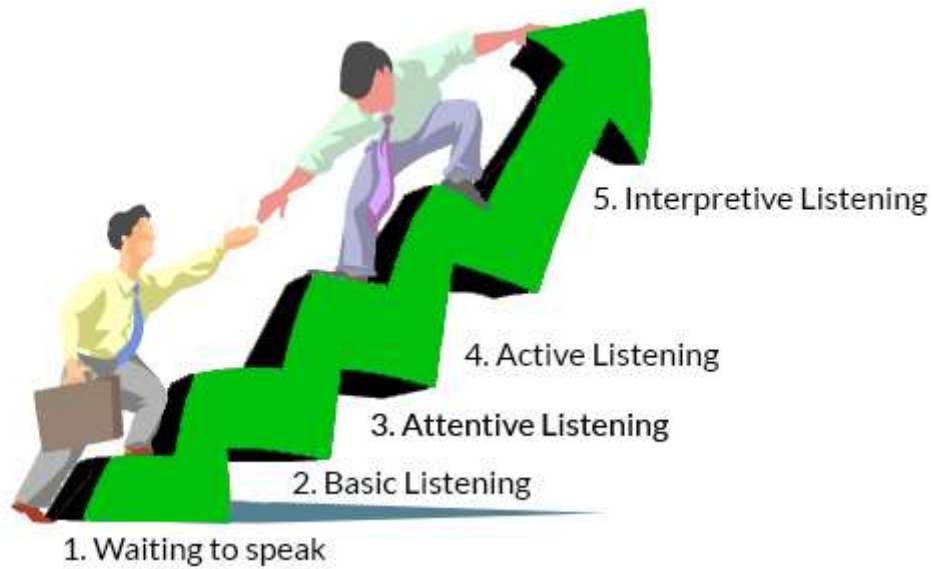 5. Interpretive Listening
4. Active Listening
3. Attentive Listening
2. Basic Listening
1. Waiting to speak